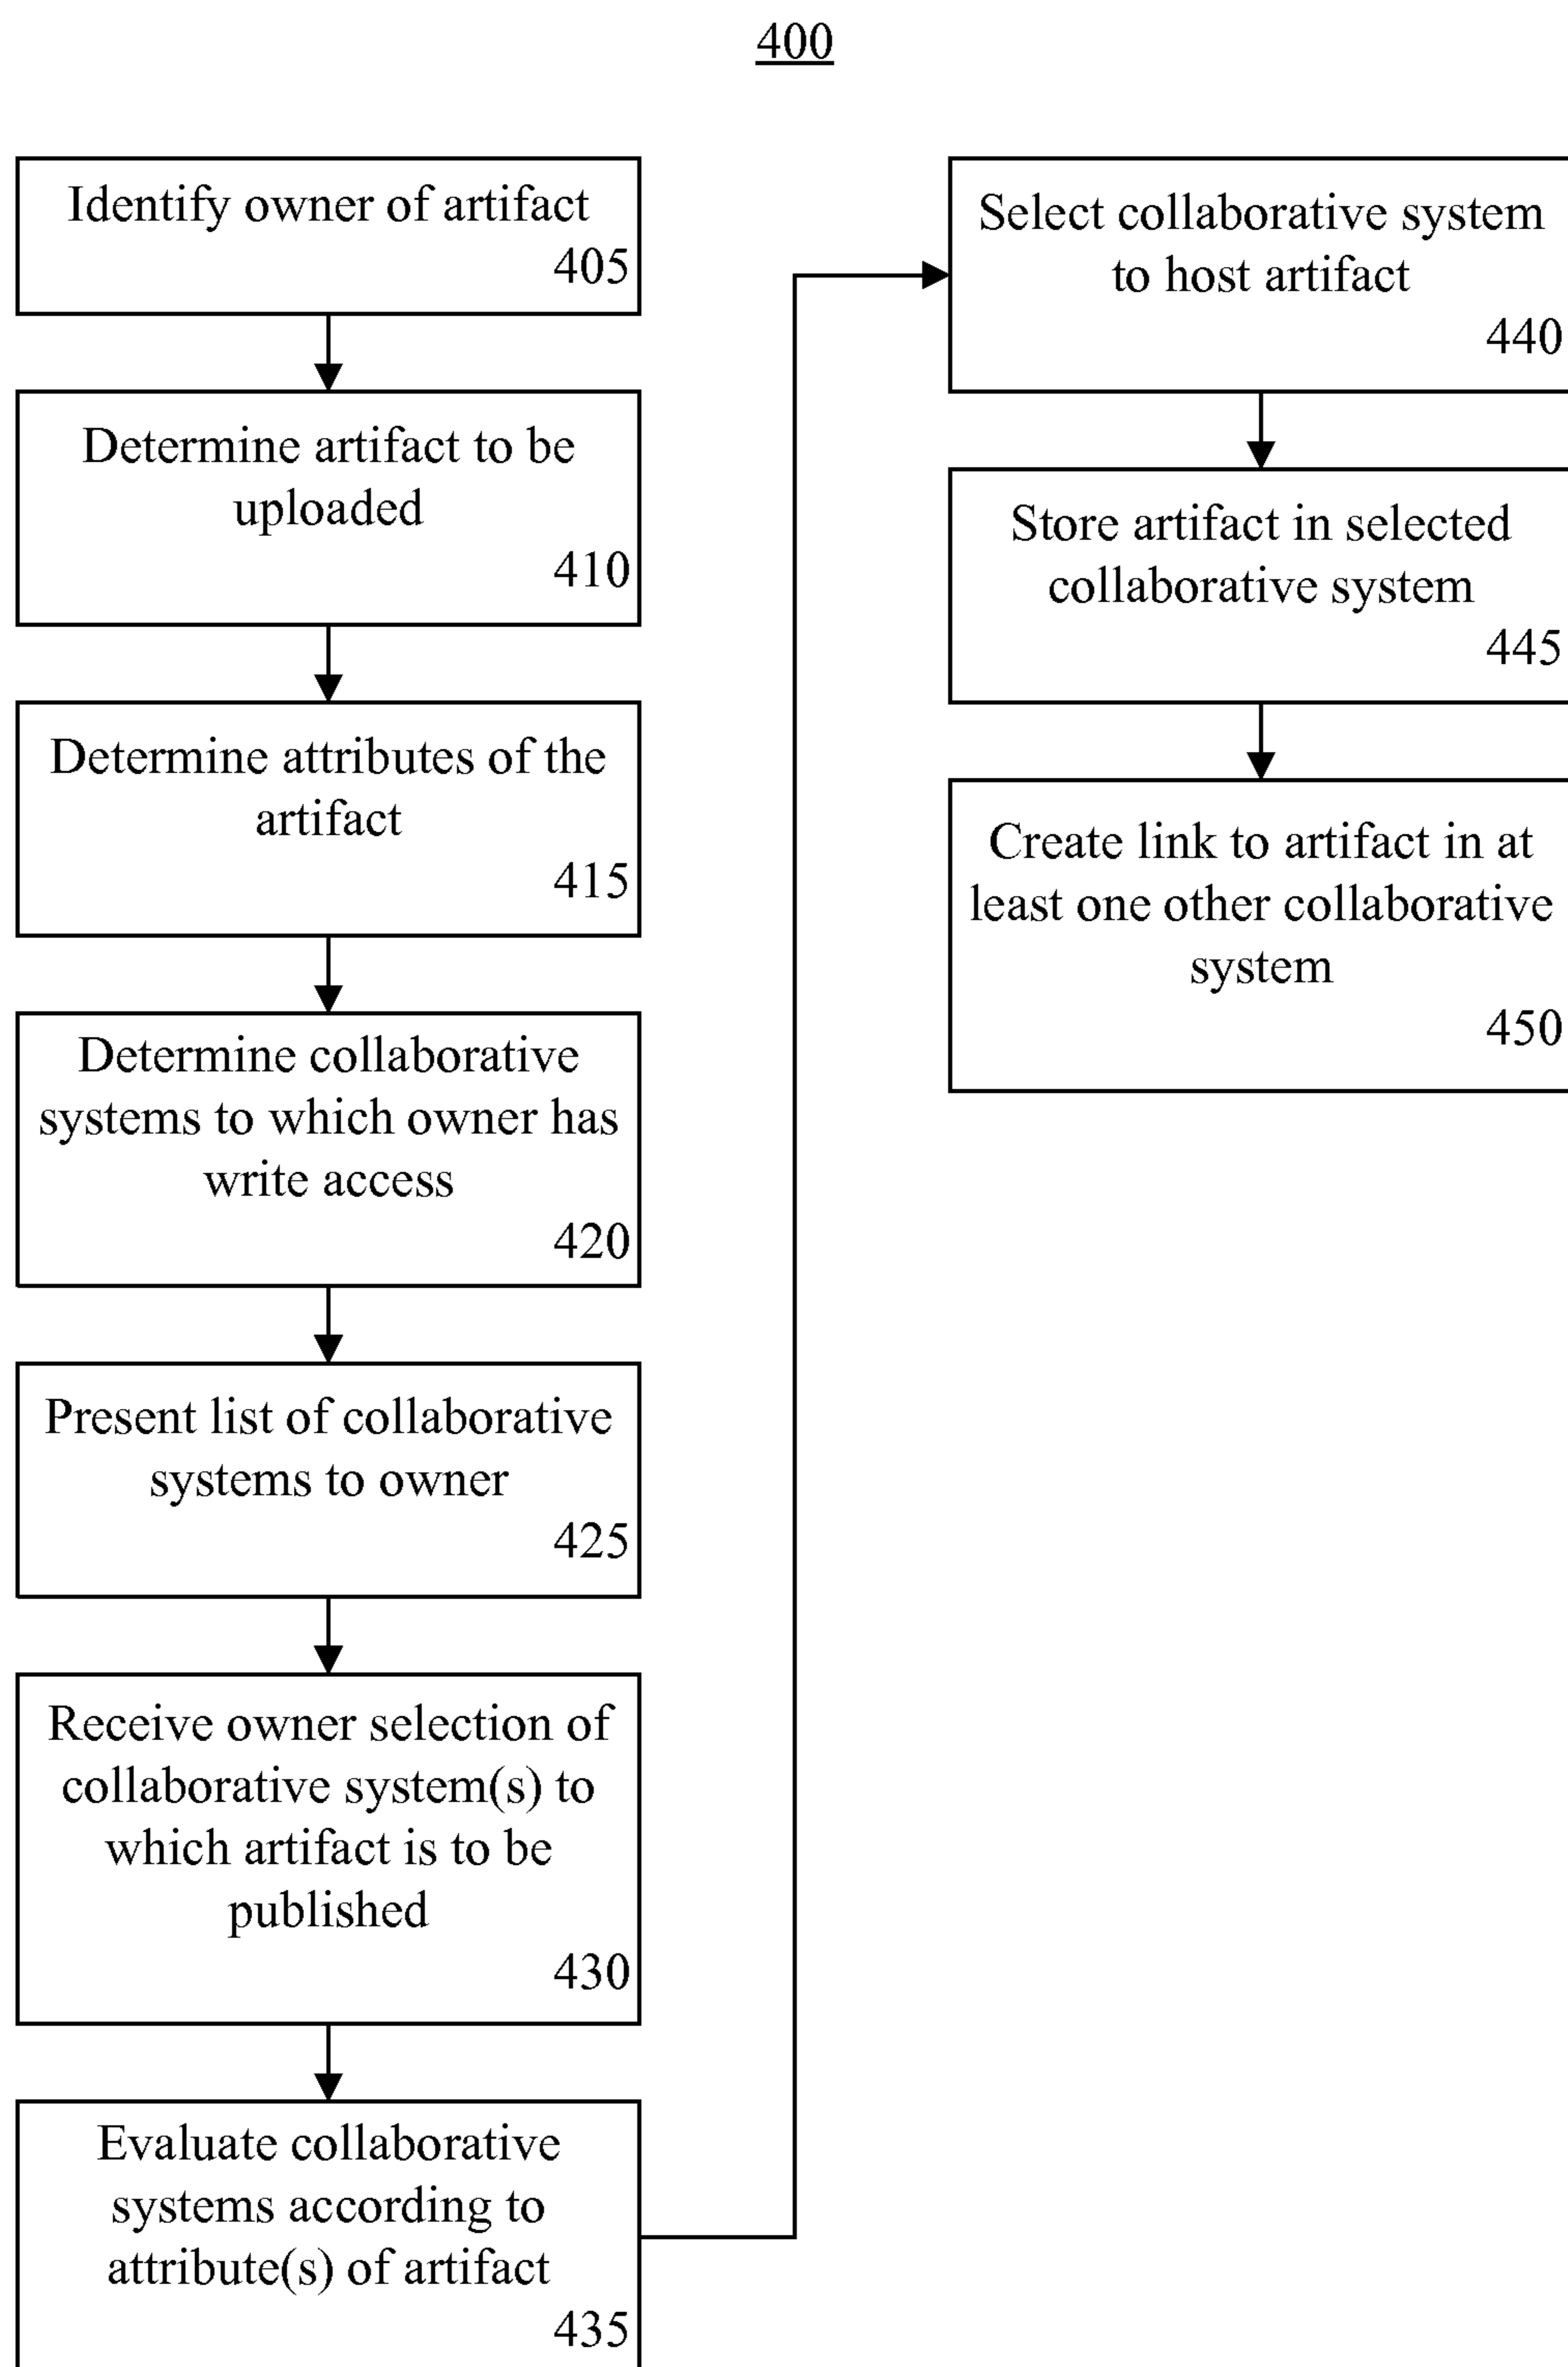 400
Identify owner of artifact
405
Determine artifact to be
uploaded
410
Determine attributes of the
artifact
415
Determine collaborative
systems to which owner has
write access
420
Present list of collaborative
systems to owner
425
Receive owner selection of
collaborative system(s) to
which artifact is to be
published
430
Evaluate collaborative
systems according to
attribute(s) of artifact
435
Select collaborative system
to host artifact
440
Store artifact in selected
collaborative system
445
Create link to artifact in at
least one other collaborative
system
450